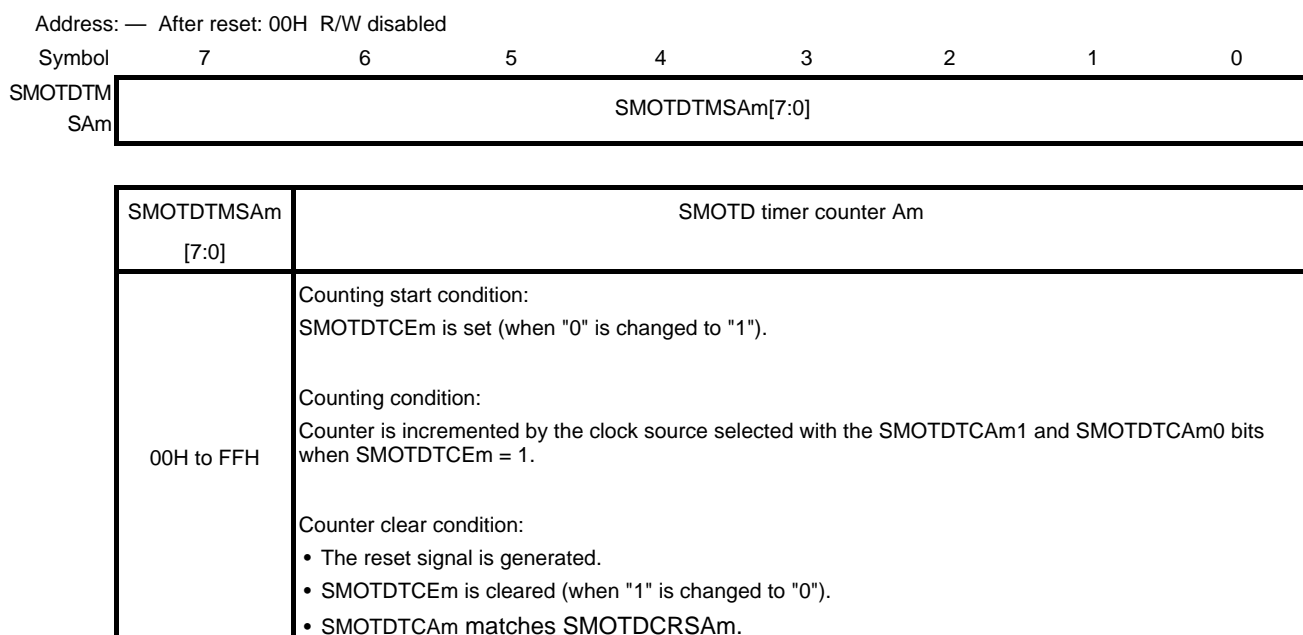 Address: — After reset: 00H R/W disabled
Symbol 7 6 5 4 3 2 1 0
SMOTDTM
SAm
SMOTDTMSAm[7:0]
SMOTDTMSAm
[7:0]
SMOTD timer counter Am
00H to FFH
Counting start condition:
SMOTDTCEm is set (when "0" is changed to "1").
Counting condition:
Counter is incremented by the clock source selected with the SMOTDTCAm1 and SMOTDTCAm0 bits
when SMOTDTCEm = 1.
Counter clear condition:
• The reset signal is generated.
• SMOTDTCEm is cleared (when "1" is changed to "0").
• SMOTDTCAm matches SMOTDCRSAm.